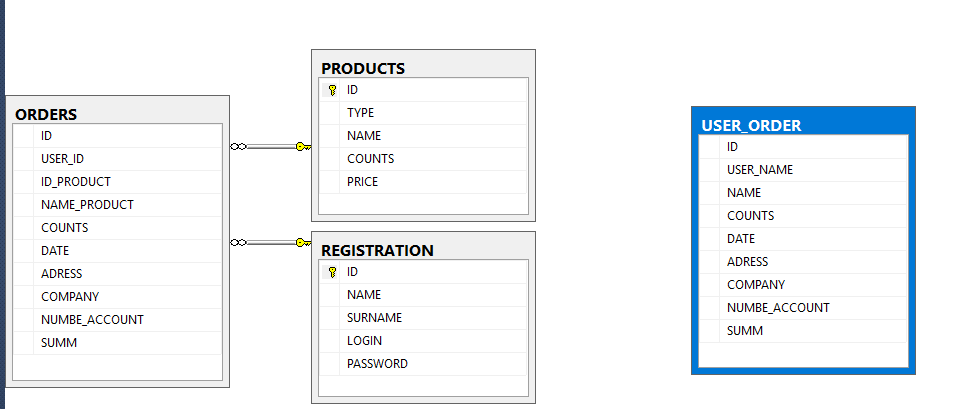 ORDERS
ID
USER_ID
ID_PRODUCT
NAME_PRODUCT
COUNTS
DATE
ADRESS
COMPANY
NUMBE_ACCOUNT
SUMM
PRODUCTS
ID
TYPE
NAME
COUNTS
PRICE
REGISTRATION
ID
NAME
SURNAME
LOGIN
PASSWORD
USER_ORDER
ID
USER_NAME
NAME
COUNTS
DATE
ADRESS
COMPANY
NUMBE_ACCOUNT
SUMM